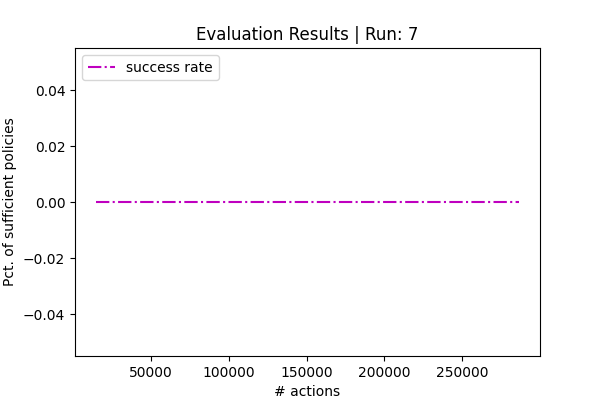 Evaluation Results | Run: 7
success rate
Pct. of sufficient policies
0.04
0.02
0.00
−0.02
−0.04
50000
100000
150000
200000
250000
# actions